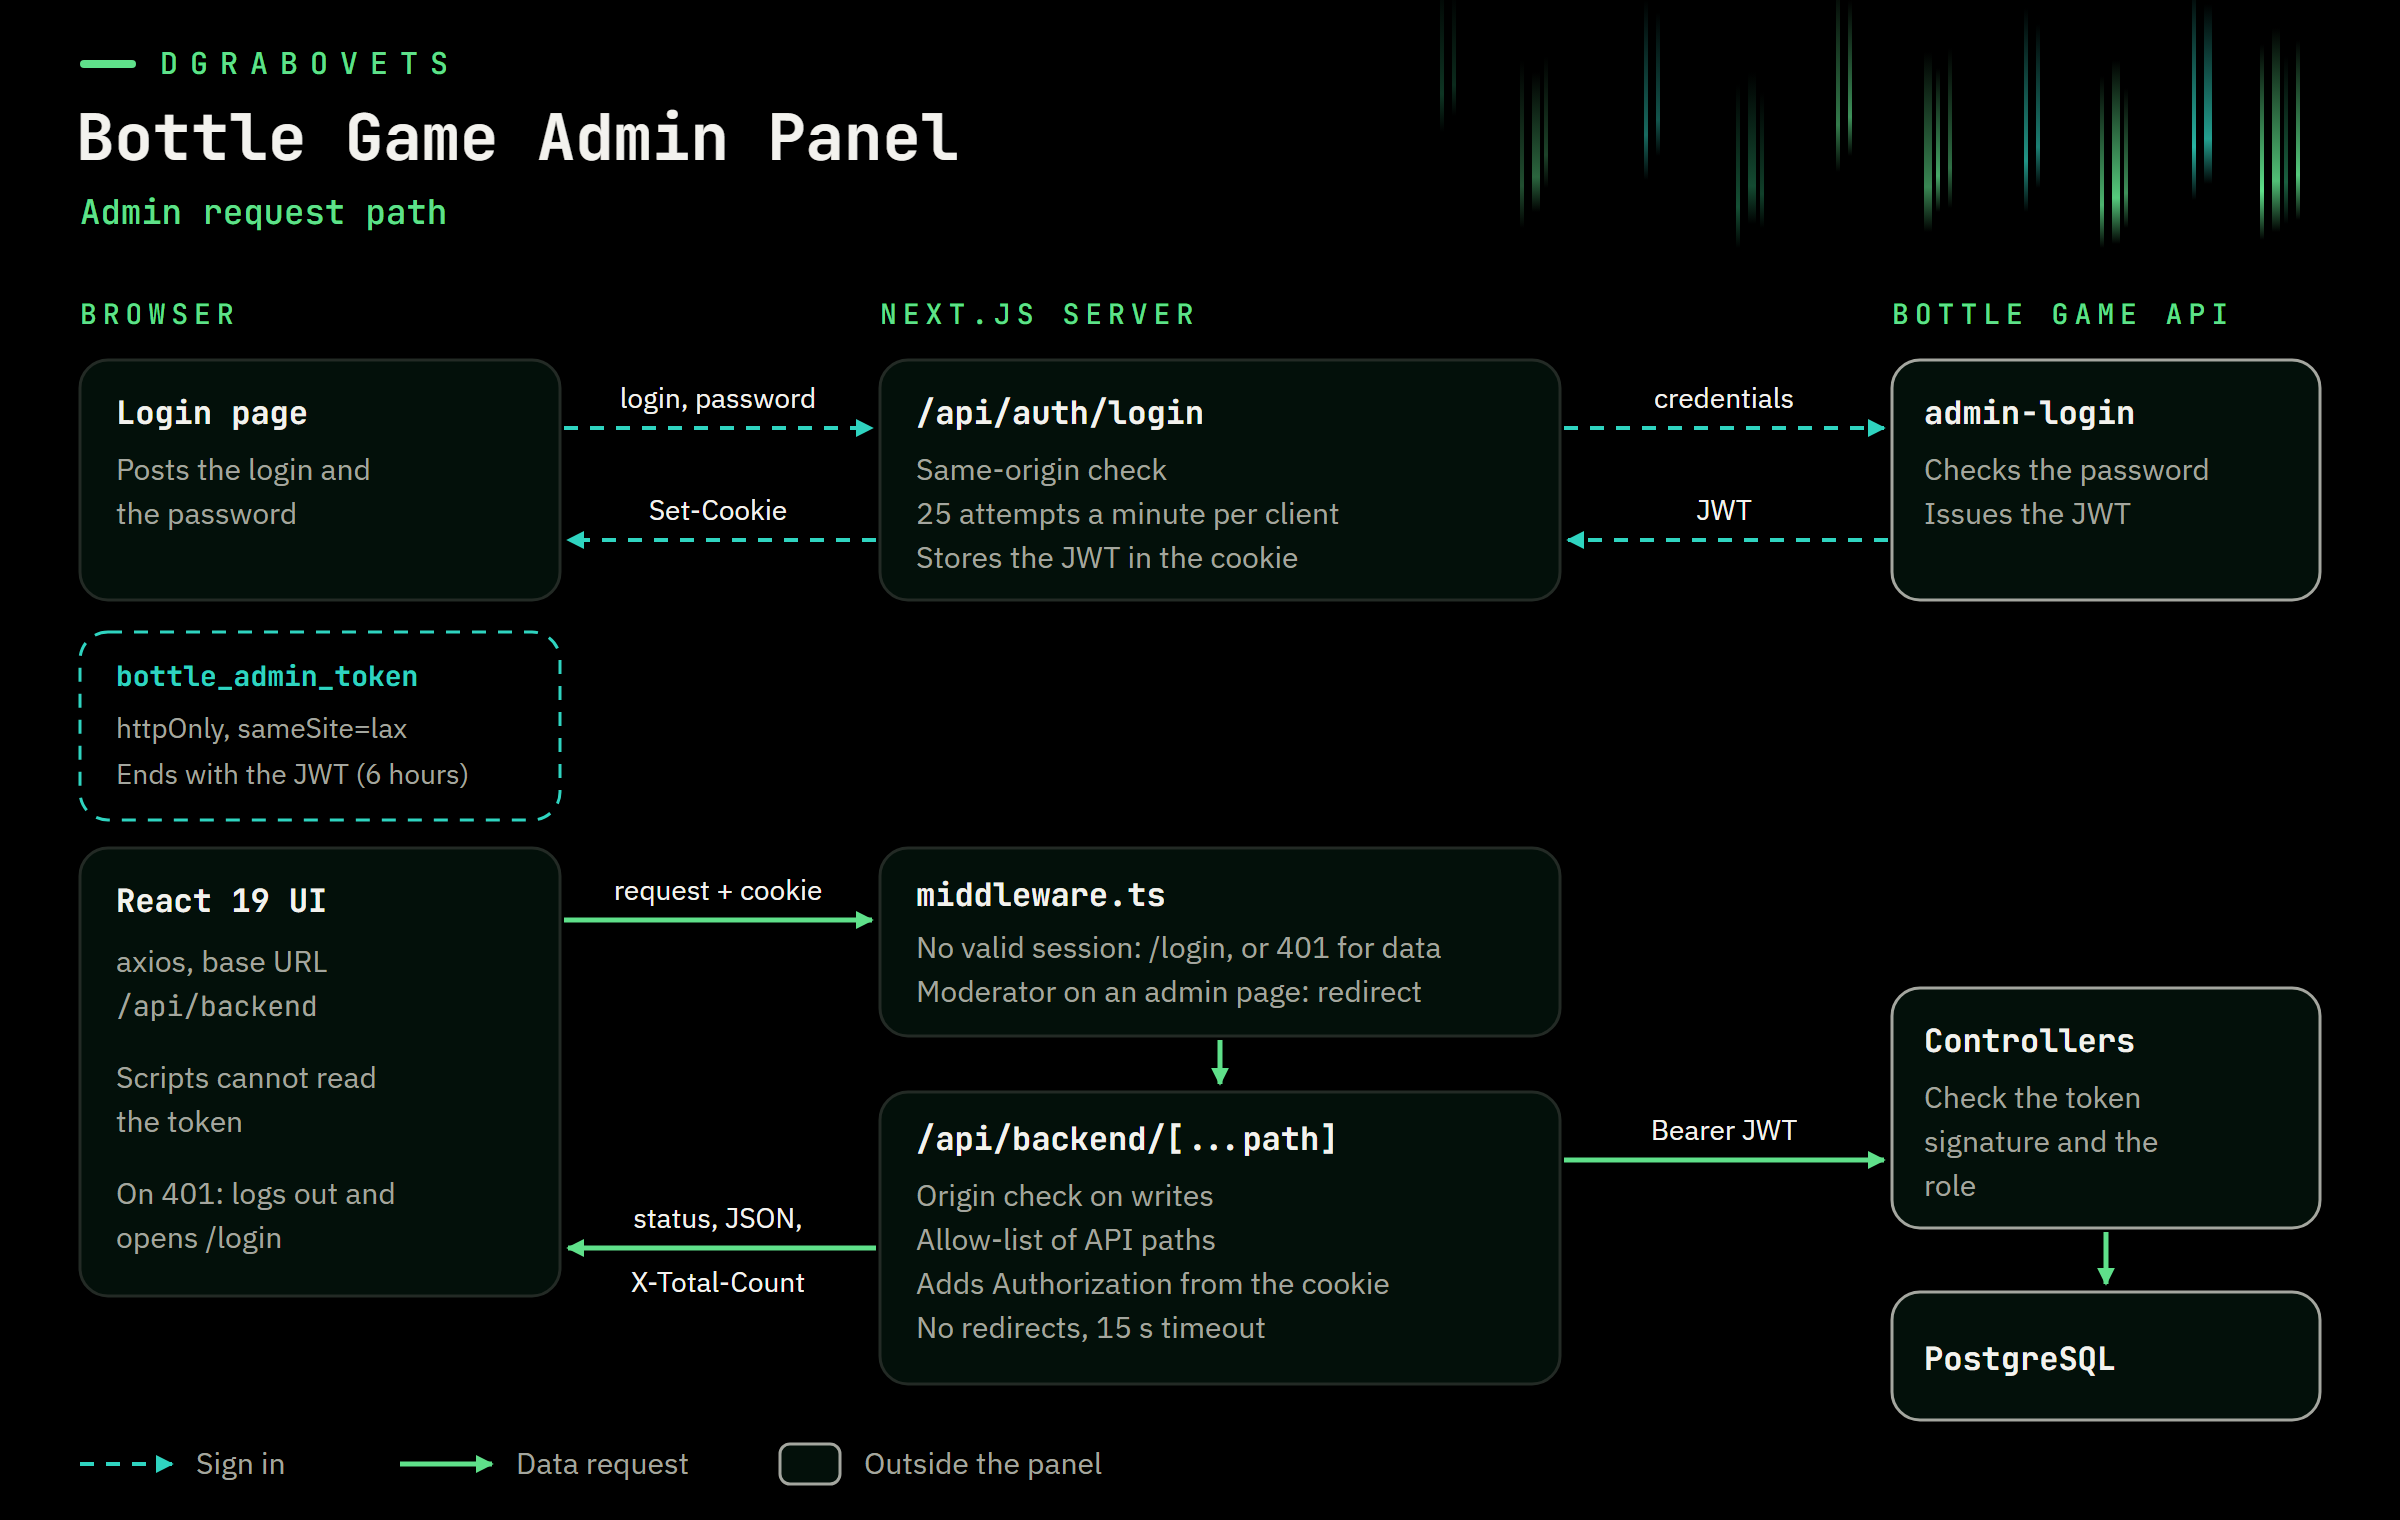 DGRABOVETS
Bottle Game Admin Panel
Admin request path
BROWSER
NEXT.JS SERVER
BOTTLE GAME API
Login page
Posts the login and
the password
login, password
Set-Cookie
/api/auth/login
Same-origin check
25 attempts a minute per client
Stores the JWT in the cookie
credentials
JWT
admin-login
Checks the password
Issues the JWT
bottle_admin_token
httpOnly, sameSite=lax
Ends with the JWT (6 hours)
React 19 UI
axios, base URL
/api/backend
Scripts cannot read
the token
On 401: logs out and
opens /login
request + cookie
status, JSON,
X-Total-Count
middleware.ts
No valid session: /login, or 401 for data
Moderator on an admin page: redirect
/api/backend/[...path]
Origin check on writes
Allow-list of API paths
Adds Authorization from the cookie
No redirects, 15 s timeout
Bearer JWT
Controllers
Check the token
signature and the
role
PostgreSQL
Sign in
Data request
Outside the panel